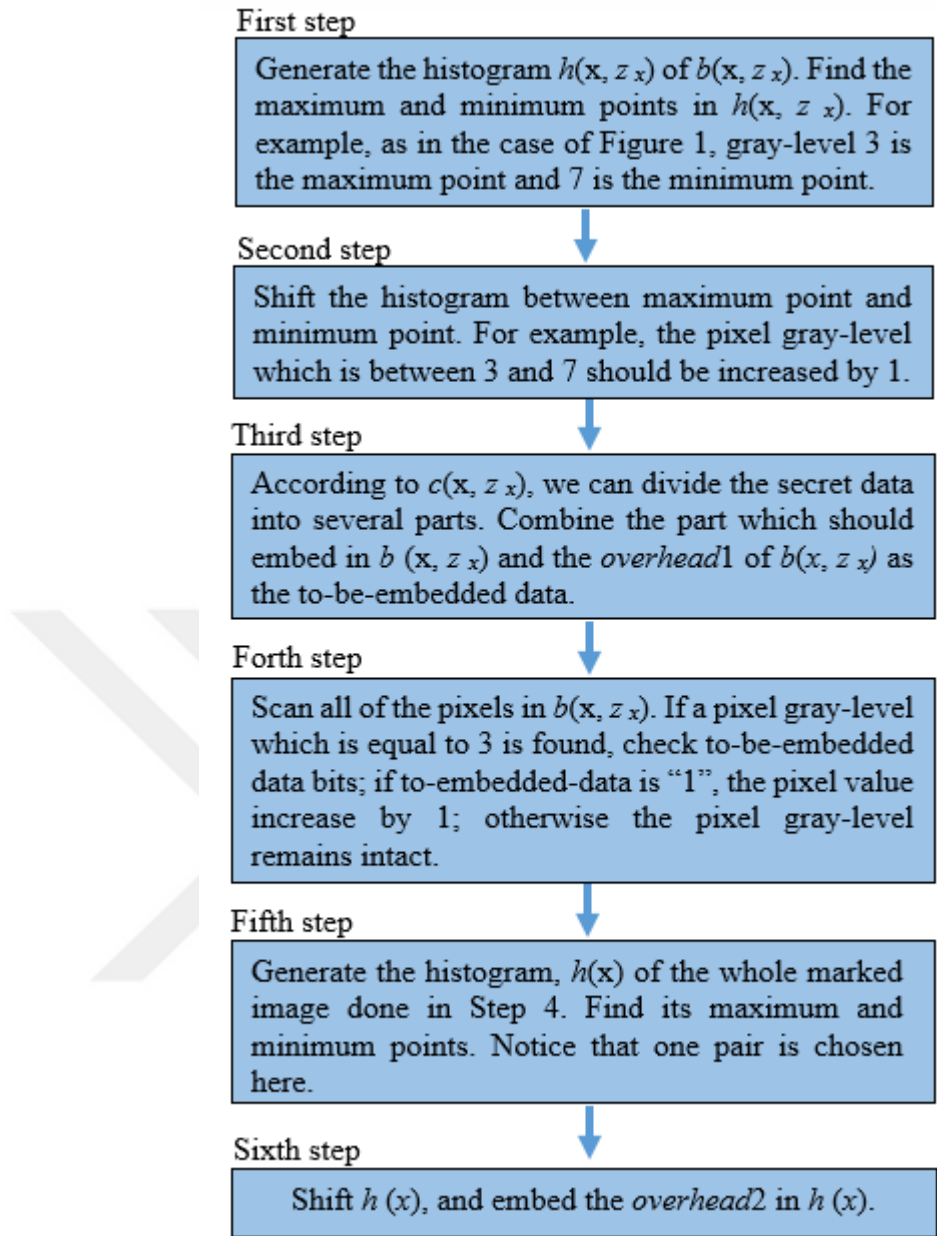 First step
Generate the histogram h(x, z x) of b(x, z x). Find the
maximum and minimum points in h(x, z x). For
example, as in the case of Figure 1, gray-level 3 is
the maximum point and 7 is the minimum point.
Second step
Shift the histogram between maximum point and
minimum point. For example, the pixel gray-level
which is between 3 and 7 should be increased by 1.
Third step
According to c(x, z x), we can divide the secret data
into several parts. Combine the part which should
embed in b (x, z x) and the overhead1 of b(x, z x) as
the to-be-embedded data.
Forth step
Scan all of the pixels in b(x, z x). If a pixel gray-level
which is equal to 3 is found, check to-be-embedded
data bits; if to-embedded-data is “1”, the pixel value
increase by 1; otherwise the pixel gray-level
remains intact.
Fifth step
Generate the histogram, h(x) of the whole marked
image done in Step 4. Find its maximum and
minimum points. Notice that one pair is chosen
here.
Sixth step
Shift h (x), and embed the overhead2 in h (x).